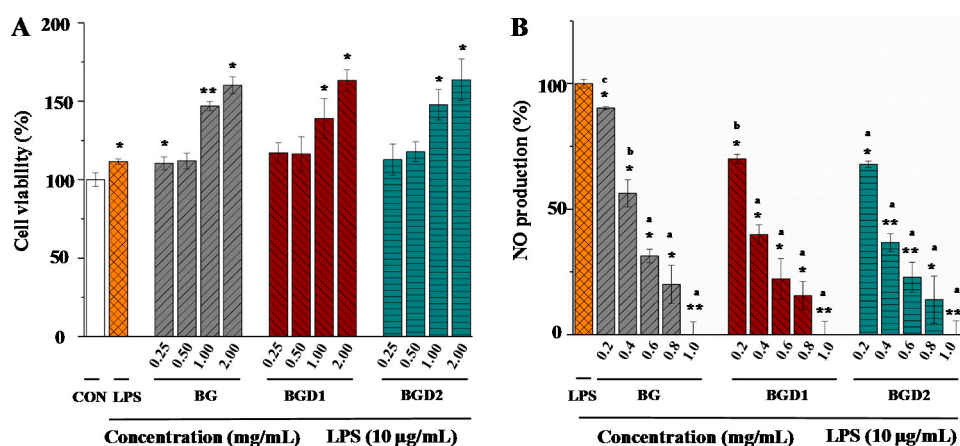 A
Cell viability (%)
200
150
100
50
0
* * * ** * * * * *
0.25 0.50 1.00 2.00 0.25 0.50 1.00 2.00 0.25 0.50 1.00 2.00
CON LPS BG BGD1 BGD2
Concentration (mg/mL) LPS (10 µg/mL)
B
NO production (%)
100
50
0
c b a a a b a a a a a a a a a
* * * * ** * * * * ** * ** ** * **
0.2 0.4 0.6 0.8 1.0 0.2 0.4 0.6 0.8 1.0 0.2 0.4 0.6 0.8 1.0
LPS BG BGD1 BGD2
Concentration (mg/mL) LPS (10 µg/mL)